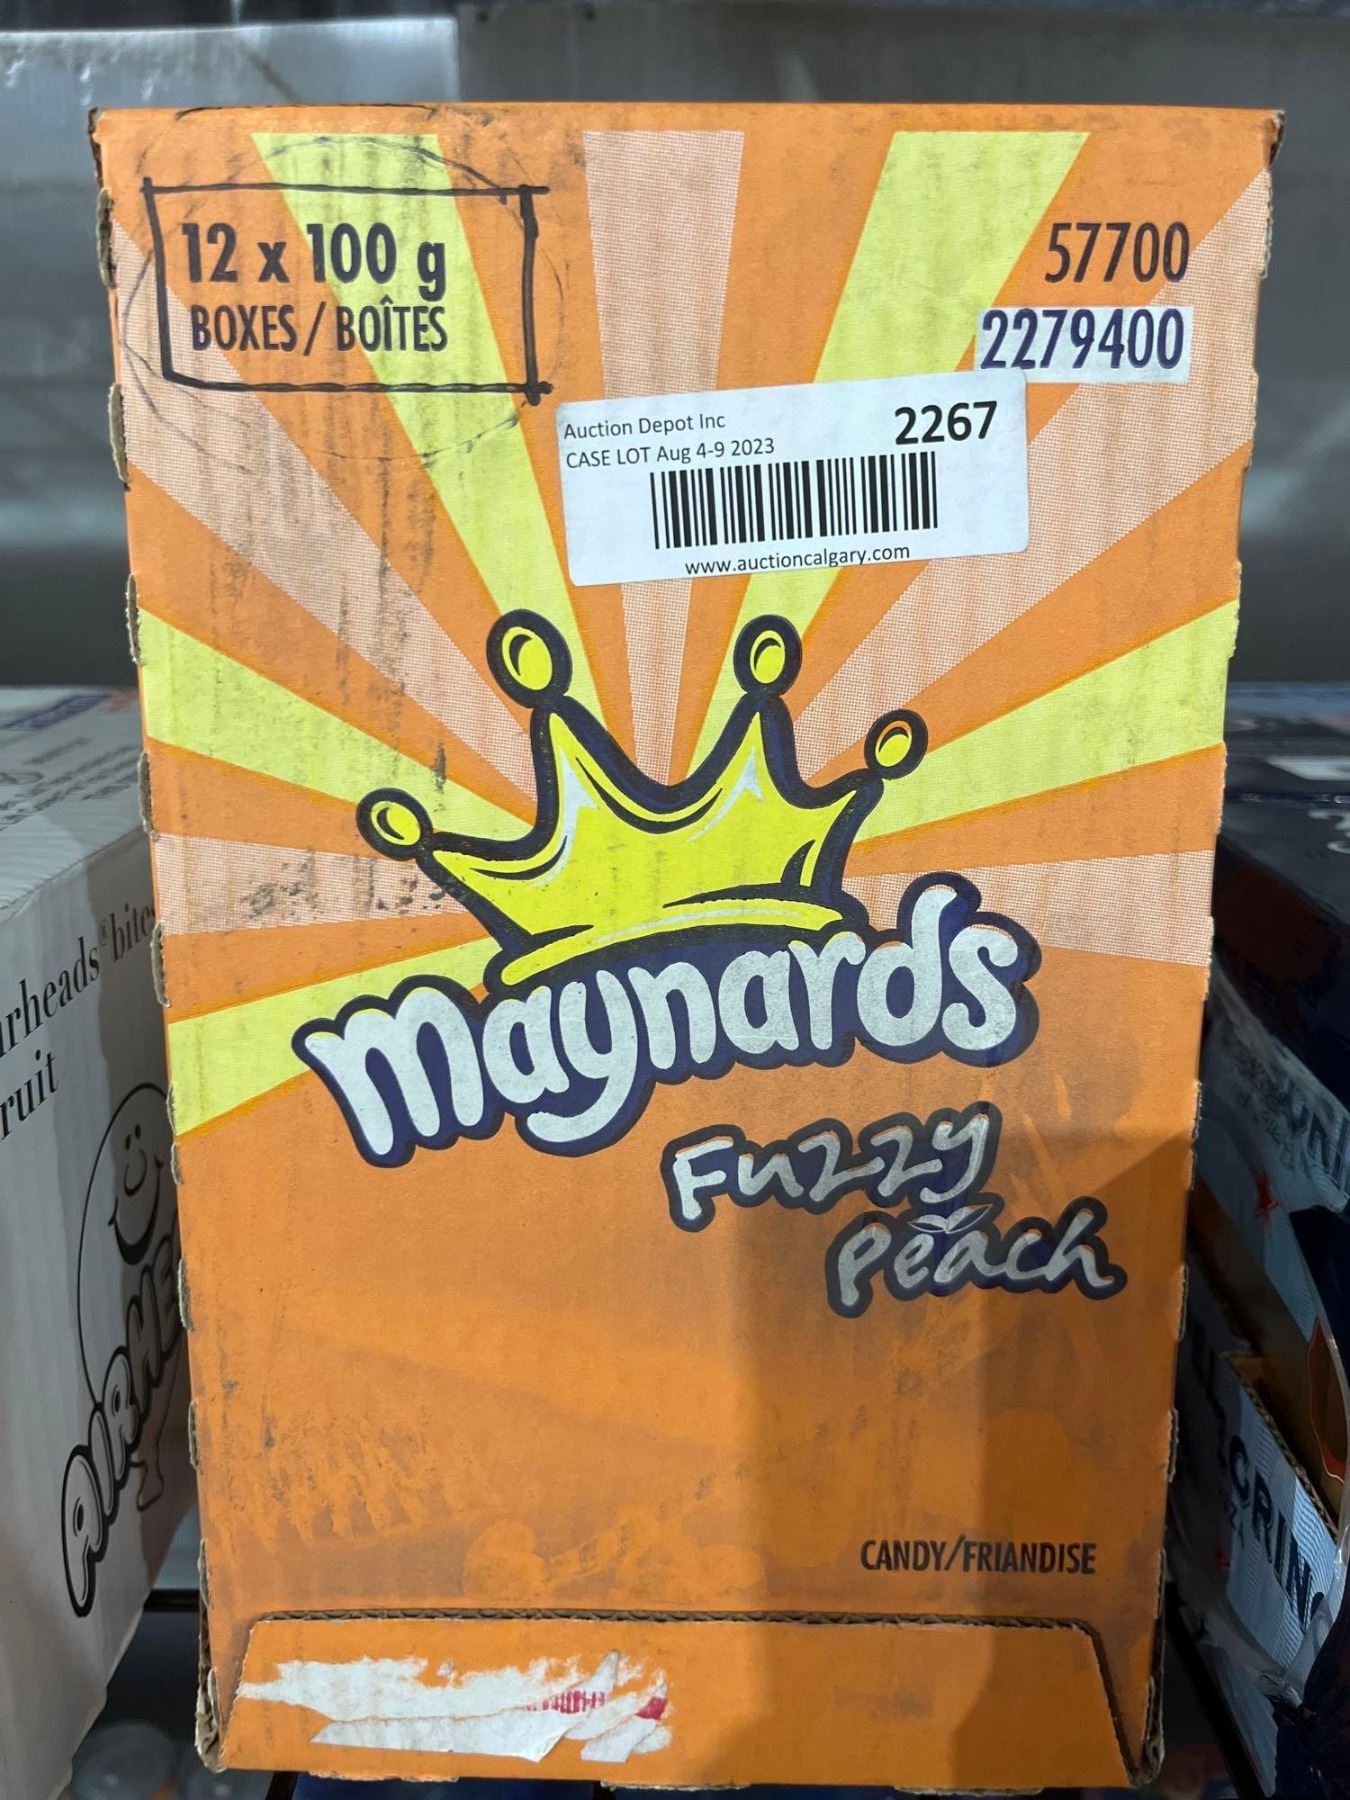 12 x 100 g
BOXES / BOÎTES
57700
2279400
Auction Depot Inc
2267
CASE LOT Aug 4-9 2023
www.auctioncalgary.com
maynards
Fuzzy
Peach
CANDY/FRIANDISE
rheads® bite
ruit
AIRHE